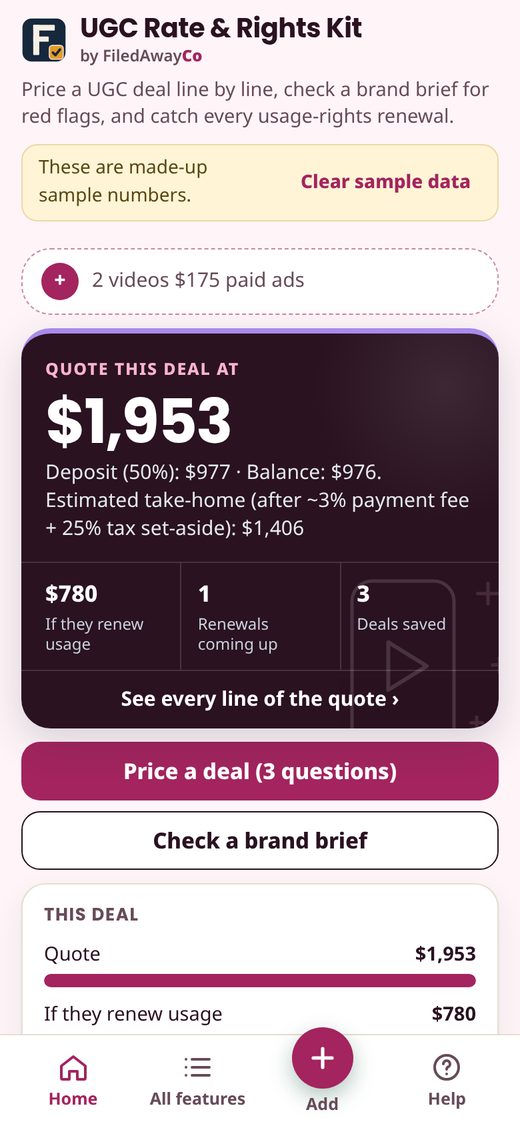 F
UGC Rate & Rights Kit
by FiledAwayCo
Price a UGC deal line by line, check a brand brief for
red flags, and catch every usage-rights renewal.
These are made-up
sample numbers.
Clear sample data
+
2 videos $175 paid ads
QUOTE THIS DEAL AT
$1,953
Deposit (50%): $977 · Balance: $976.
Estimated take-home (after ~3% payment fee
+ 25% tax set-aside): $1,406
$780
If they renew
usage
1
Renewals
coming up
3
Deals saved
See every line of the quote ›
Price a deal (3 questions)
Check a brand brief
THIS DEAL
Quote
$1,953
If they renew usage
$780
Home
All features
+
Add
?
Help